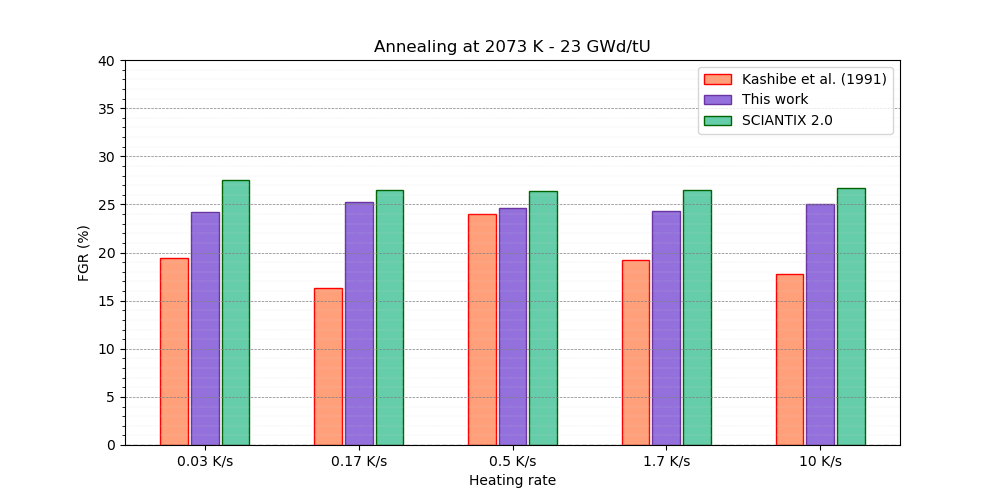 Annealing at 2073 K - 23 GWd/tU
Kashibe et al. (1991)
This work
SCIANTIX 2.0
FGR (%)
40
35
30
25
20
15
10
5
0
0.03 K/s
0.17 K/s
0.5 K/s
1.7 K/s
10 K/s
Heating rate